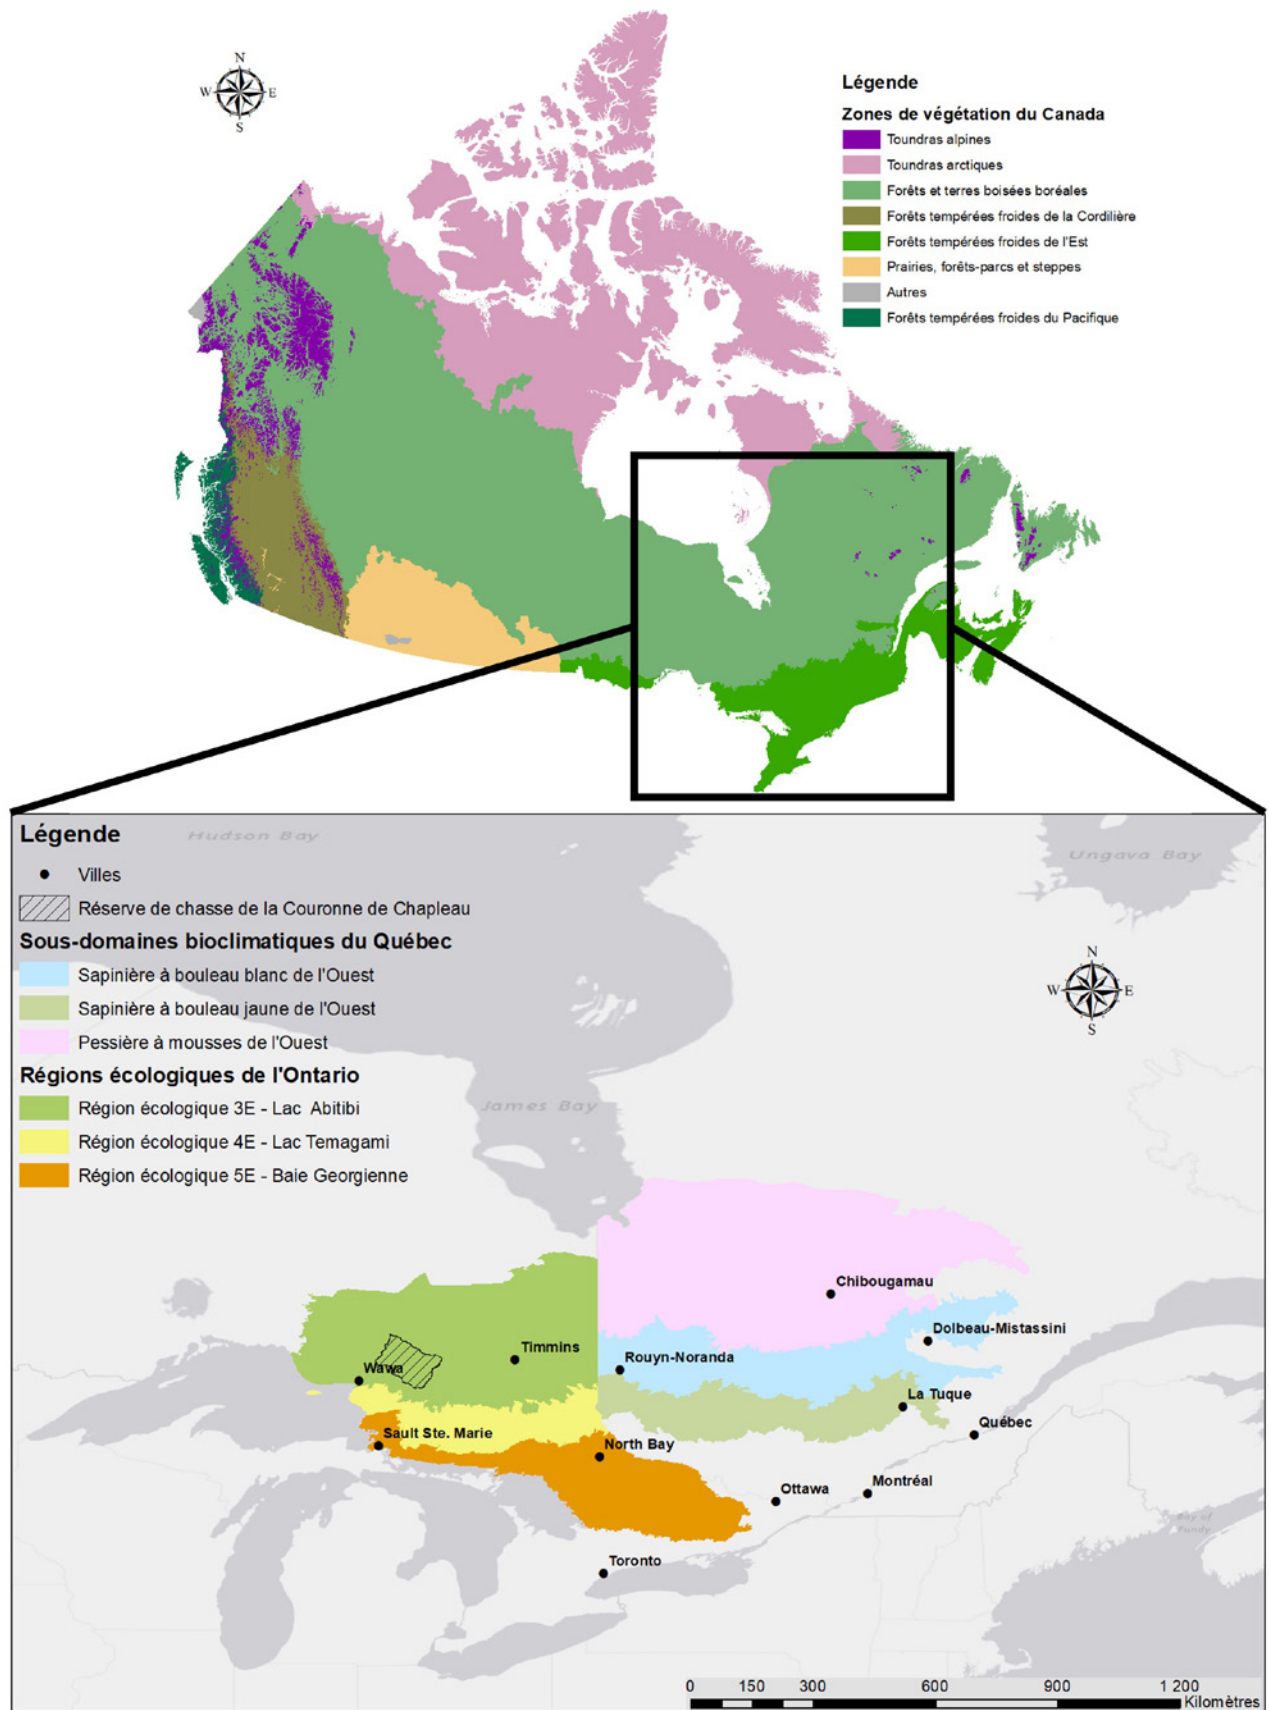 N
W E
S
Légende
Zones de végétation du Canada
Toundras alpines
Toundras arctiques
Forêts et terres boisées boréales
Forêts tempérées froides de la Cordilière
Forêts tempérées froides de l'Est
Prairies, forêts-parcs et steppes
Autres
Forêts tempérées froides du Pacifique
Légende
Hudson Bay
Ungava Bay
Villes
Réserve de chasse de la Couronne de Chapleau
Sous-domaines bioclimatiques du Québec
Sapinière à bouleau blanc de l'Ouest
Sapinière à bouleau jaune de l'Ouest
Pessière à mousses de l'Ouest
N
W E
S
Régions écologiques de l'Ontario
Région écologique 3E - Lac Abitibi
Région écologique 4E - Lac Temagami
Région écologique 5E - Baie Georgienne
James Bay
Chibougamau
Dolbeau-Mistassini
Timmins
Rouyn-Noranda
Wawa
La Tuque
Québec
Sault Ste. Marie
North Bay
Ottawa
Montréal
Bay of
Fundy
Toronto
0 150 300 600 900 1 200
Kilomètres